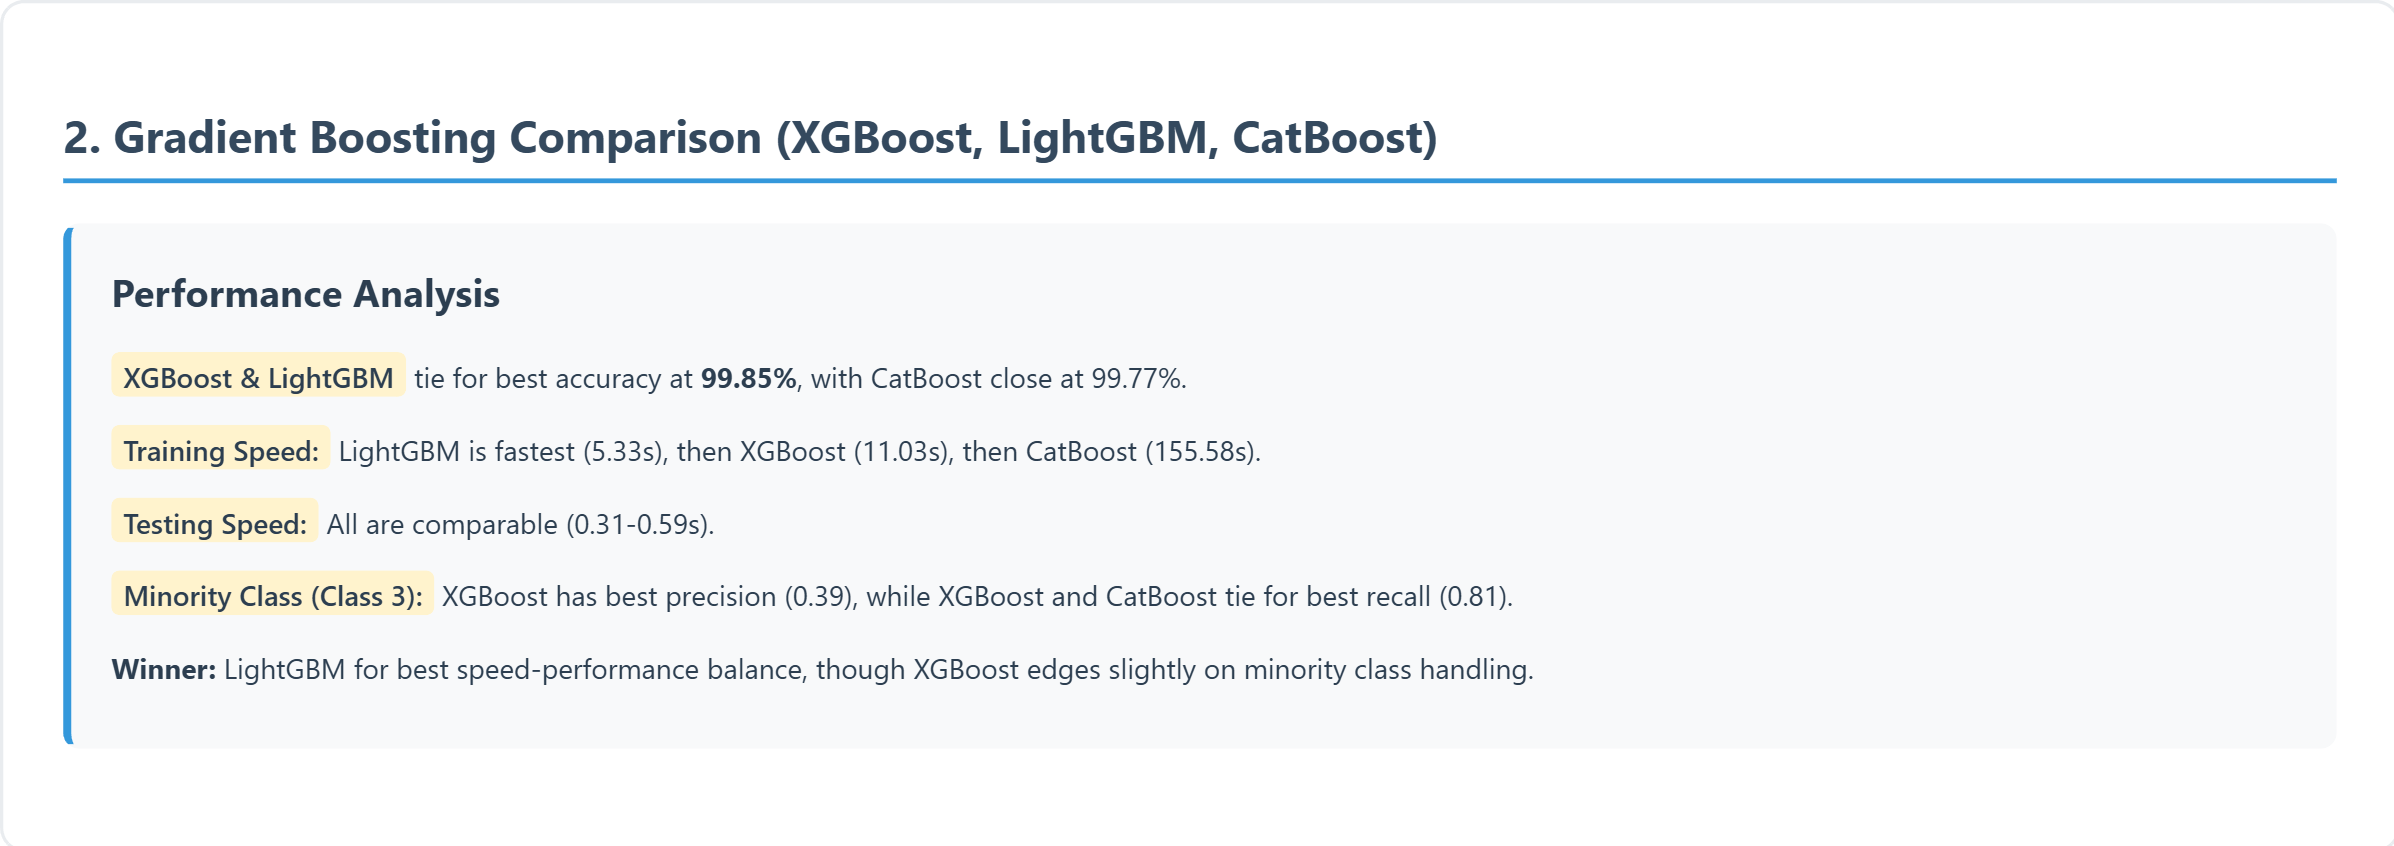 2. Gradient Boosting Comparison (XGBoost, LightGBM, CatBoost)
Performance Analysis
XGBoost & LightGBM tie for best accuracy at 99.85%, with CatBoost close at 99.77%.
Training Speed: LightGBM is fastest (5.33s), then XGBoost (11.03s), then CatBoost (155.58s).
Testing Speed: All are comparable (0.31-0.59s).
Minority Class (Class 3): XGBoost has best precision (0.39), while XGBoost and CatBoost tie for best recall (0.81).
Winner: LightGBM for best speed-performance balance, though XGBoost edges slightly on minority class handling.